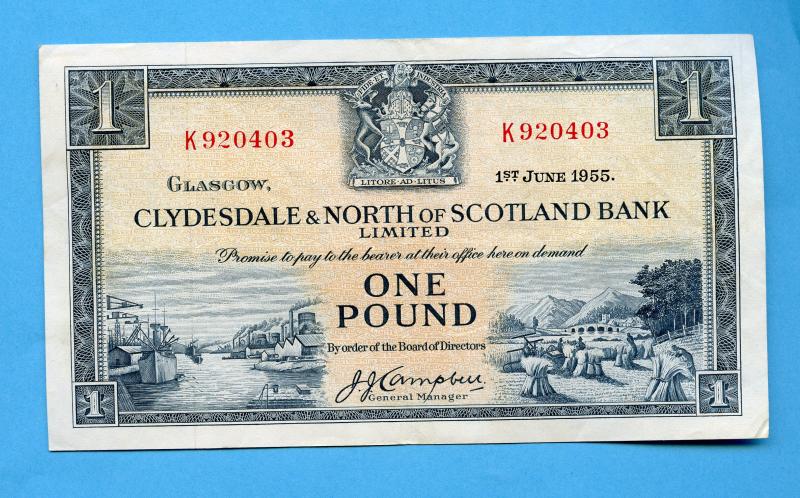 1 1
K920403 K920403
LITORE·AD·LITUS
GLASGOW, 1ST. JUNE 1955.
CLYDESDALE & NORTH OF SCOTLAND BANK
LIMITED
Promise to pay to the bearer at their office here on demand
ONE
POUND
By order of the Board of Directors
J. J. Campbell.
General Manager
1 1